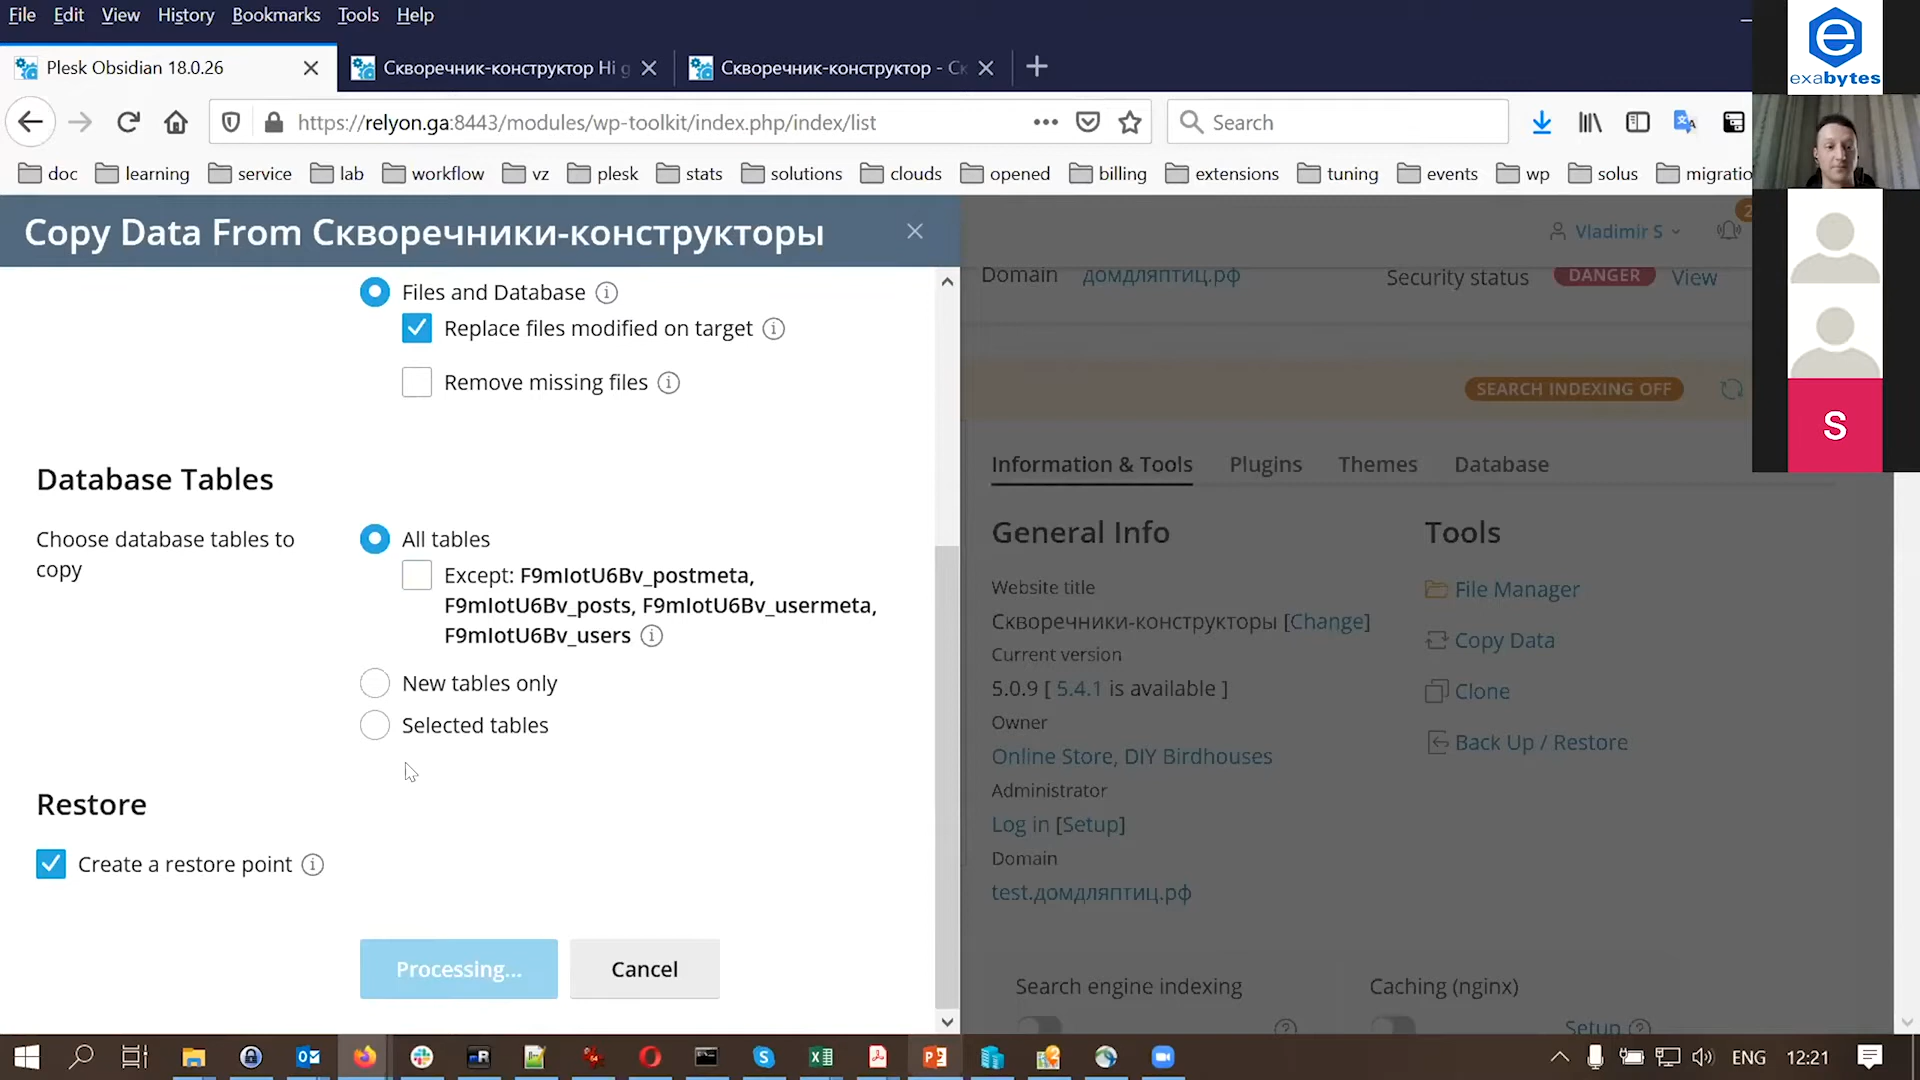 File Edit View History Bookmarks Tools Help
Plesk Obsidian 18.0.26
Скворечник-конструктор Hi g
Скворечник-конструктор - Ск
https://relyon.ga:8443/modules/wp-toolkit/index.php/index/list
Search
doc learning service lab workflow vz plesk stats solutions clouds opened billing extensions tuning events wp solus migratio
e
exabytes
S
Copy Data From Скворечники-конструкторы
Files and Database
Replace files modified on target
Remove missing files
Database Tables
Choose database tables to
copy
All tables
Except: F9mIotU6Bv_postmeta,
F9mIotU6Bv_posts, F9mIotU6Bv_usermeta,
F9mIotU6Bv_users
New tables only
Selected tables
Restore
Create a restore point
Processing...
Cancel
Vladimir S
2
Domain домдляптиц.рф
Security status DANGER View
SEARCH INDEXING OFF
Information & Tools Plugins Themes Database
General Info
Website title
Скворечники-конструкторы [Change]
Current version
5.0.9 [ 5.4.1 is available ]
Owner
Online Store, DIY Birdhouses
Administrator
Log in [Setup]
Domain
test.домдляптиц.рф
Tools
File Manager
Copy Data
Clone
Back Up / Restore
Search engine indexing
Caching (nginx)
Setup
ENG 12:21